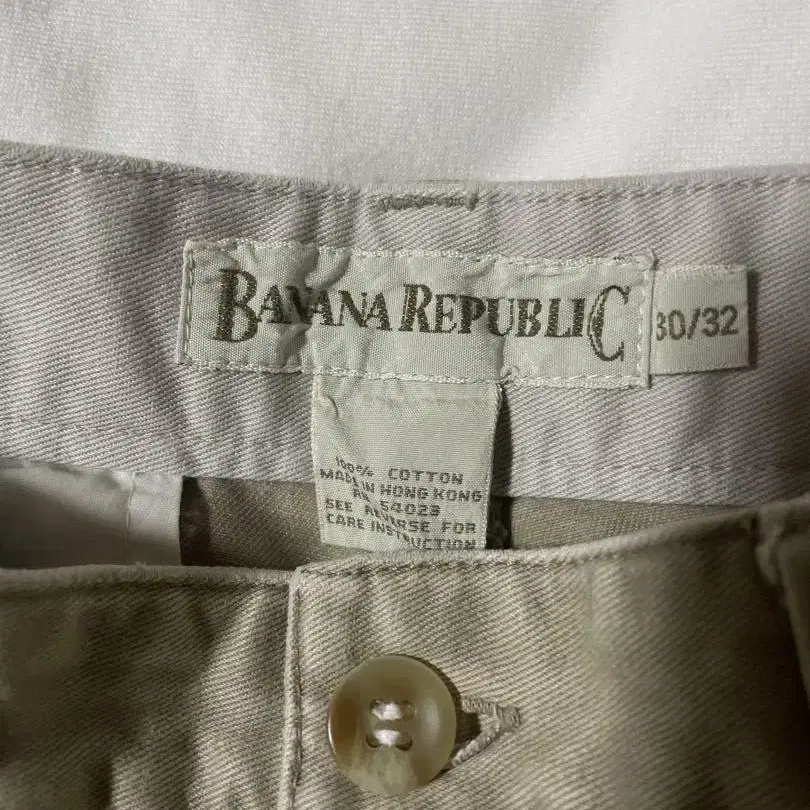 BANANA REPUBLIC
30/32
100% COTTON
MADE IN HONG KONG
RN 54023
SEE REVERSE FOR
CARE INSTRUCTION